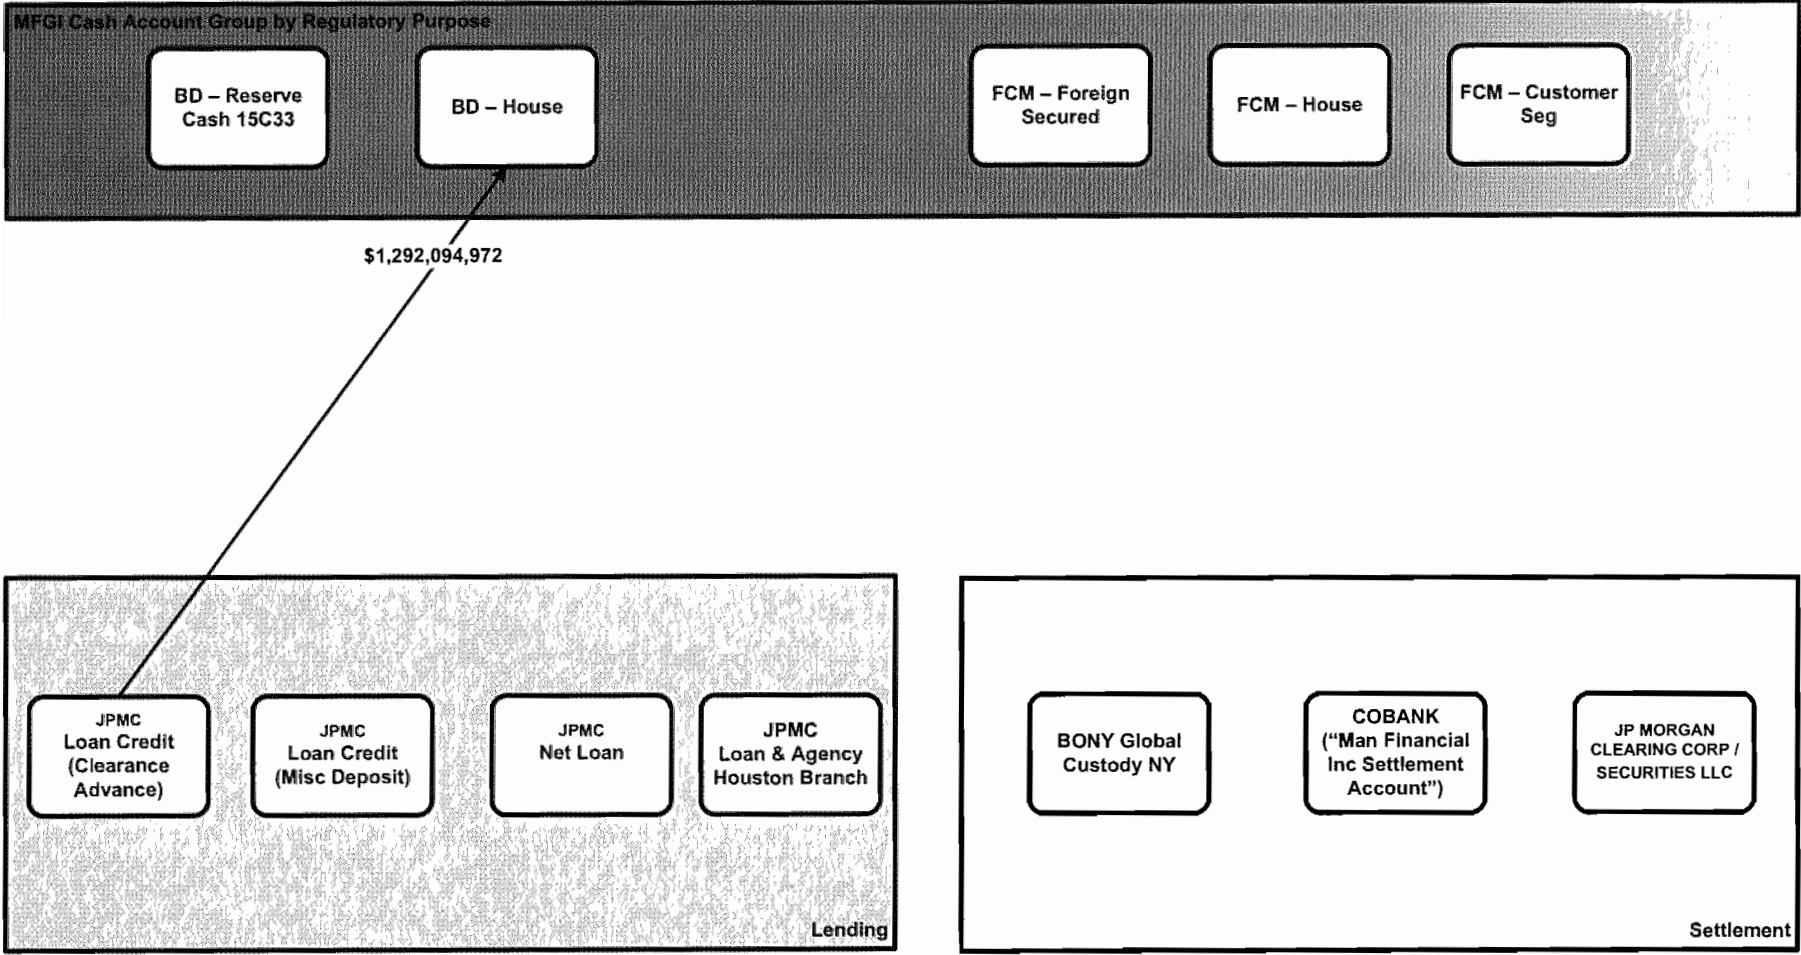 MFGI Cash Account Group by Regulatory Purpose
BD – Reserve
Cash 15C33
BD – House
FCM – Foreign
Secured
FCM – House
FCM – Customer
Seg
$1,292,094,972
JPMC
Loan Credit
(Clearance
Advance)
JPMC
Loan Credit
(Misc Deposit)
JPMC
Net Loan
JPMC
Loan & Agency
Houston Branch
Lending
BONY Global
Custody NY
COBANK
(“Man Financial
Inc Settlement
Account”)
JP MORGAN
CLEARING CORP /
SECURITIES LLC
Settlement